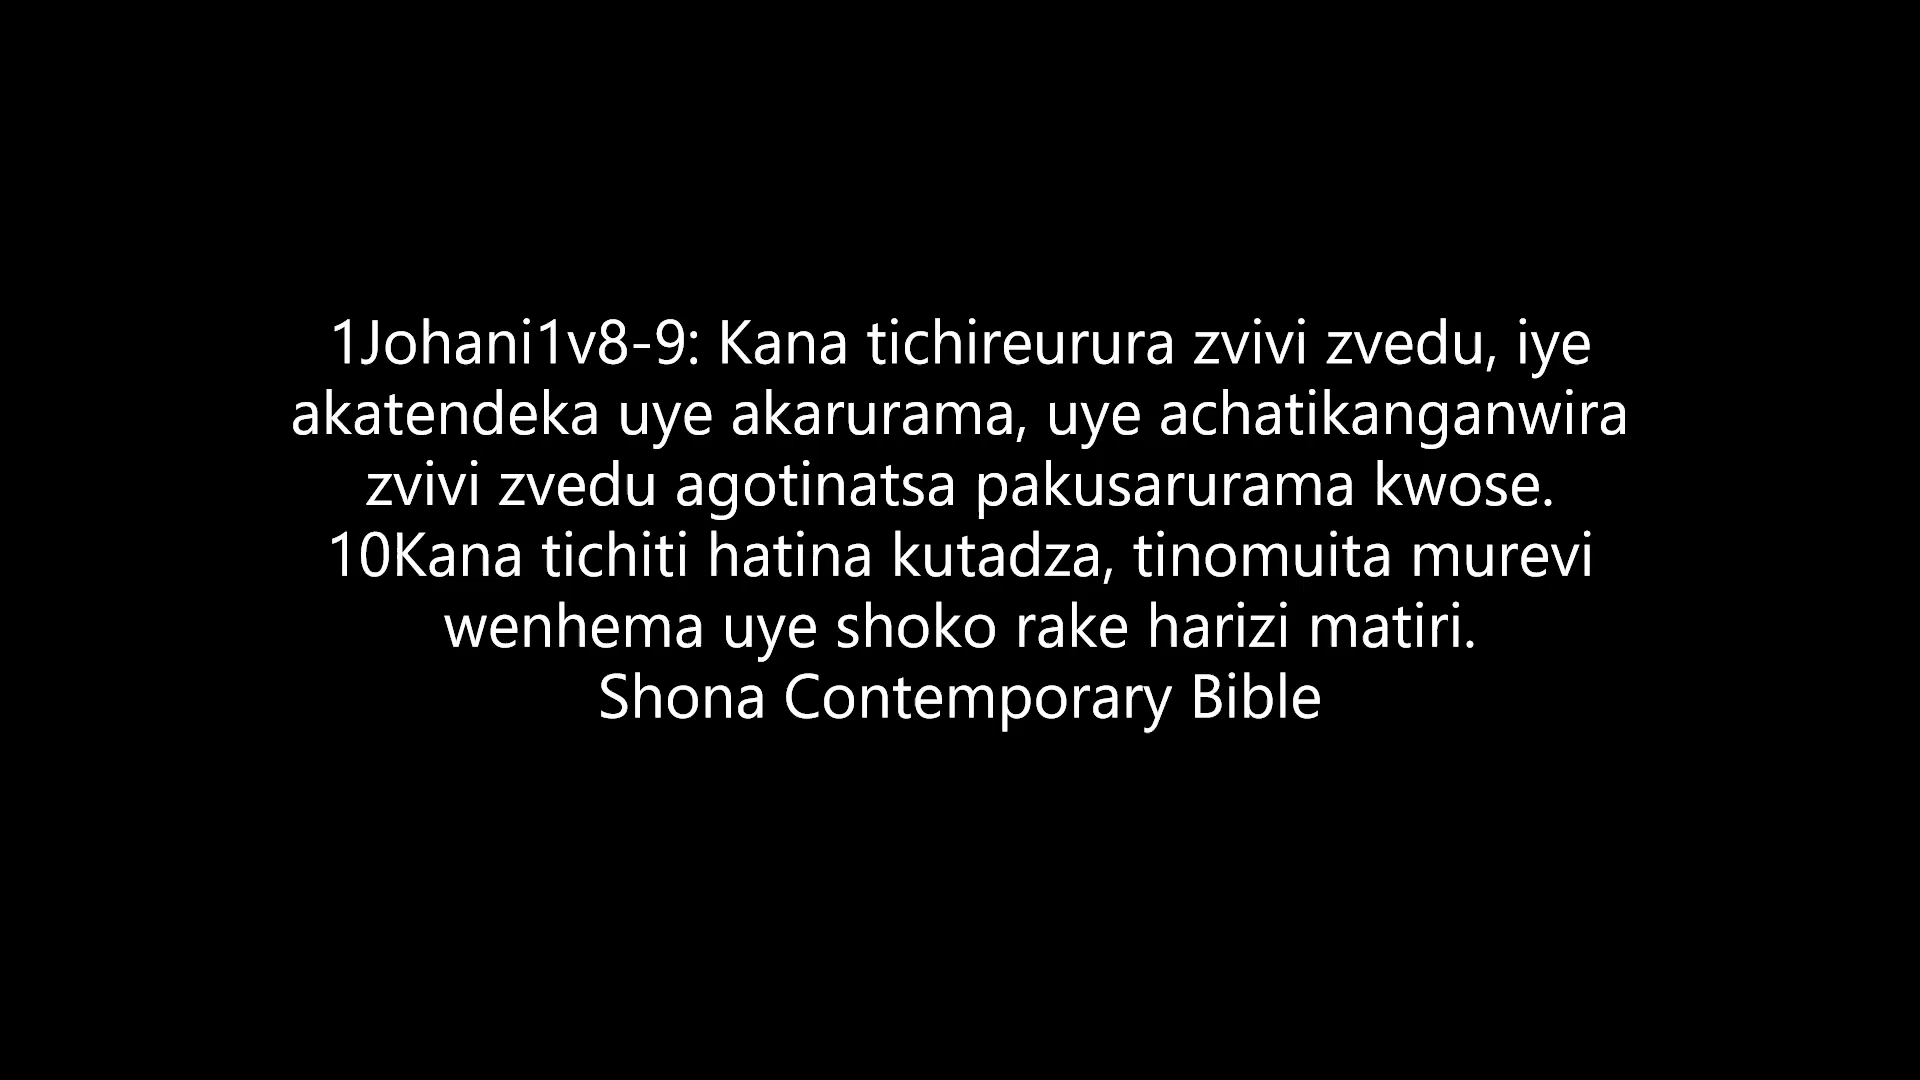 1Johani1v8-9: Kana tichireurura zvivi zvedu, iye
akatendeka uye akarurama, uye achatikanganwira
zvivi zvedu agotinatsa pakusarurama kwose.
10Kana tichiti hatina kutadza, tinomuita murevi
wenhema uye shoko rake harizi matiri.
Shona Contemporary Bible